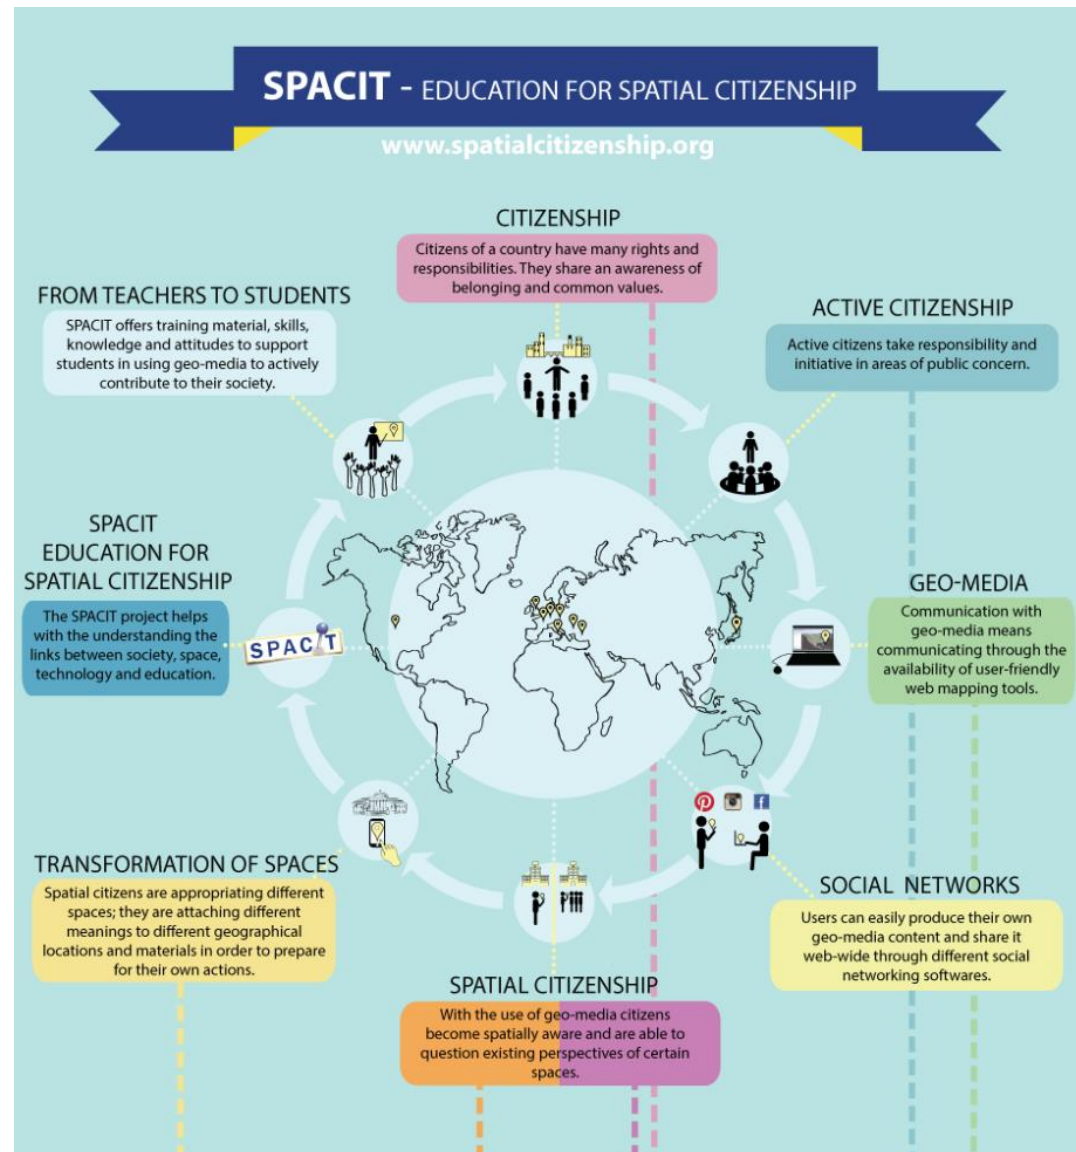 SPACIT - EDUCATION FOR SPATIAL CITIZENSHIP
www.spatialcitizenship.org
CITIZENSHIP
Citizens of a country have many rights and
responsibilities. They share an awareness of
belonging and common values.
FROM TEACHERS TO STUDENTS
SPACIT offers training material, skills,
knowledge and attitudes to support
students in using geo-media to actively
contribute to their society.
ACTIVE CITIZENSHIP
Active citizens take responsibility and
initiative in areas of public concern.
SPACIT
EDUCATION FOR
SPATIAL CITIZENSHIP
The SPACIT project helps
with the understanding the
links between society, space,
technology and education.
SPACIT
GEO-MEDIA
Communication with
geo-media means
communicating through the
availability of user-friendly
web mapping tools.
TRANSFORMATION OF SPACES
Spatial citizens are appropriating different
spaces; they are attaching different
meanings to different geographical
locations and materials in order to prepare
for their own actions.
SOCIAL NETWORKS
Users can easily produce their own
geo-media content and share it
web-wide through different social
networking softwares.
SPATIAL CITIZENSHIP
With the use of geo-media citizens
become spatially aware and are able to
question existing perspectives of certain
spaces.